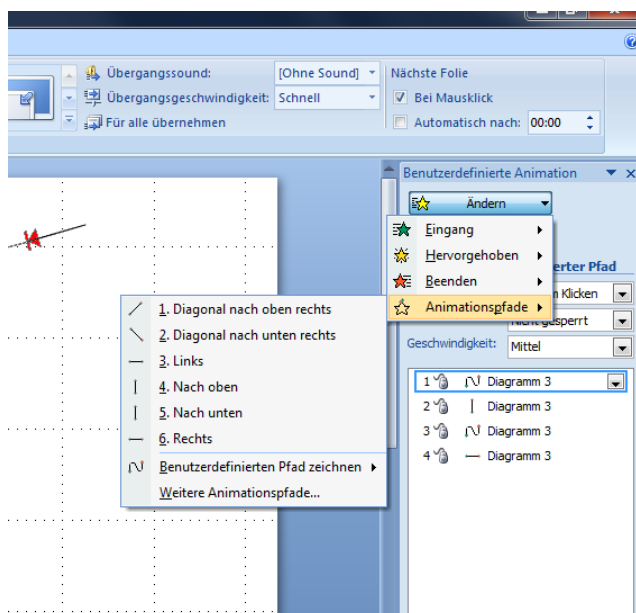 Übergangssound: [Ohne Sound]
Übergangsgeschwindigkeit: Schnell
Für alle übernehmen
Nächste Folie
Bei Mausklick
Automatisch nach: 00:00
Benutzerdefinierte Animation
Ändern
Eingang
Hervorgehoben
Beenden
Animationspfade
erter Pfad
Klicken
Nicht gesperrt
Geschwindigkeit: Mittel
1. Diagonal nach oben rechts
2. Diagonal nach unten rechts
3. Links
4. Nach oben
5. Nach unten
6. Rechts
Benutzerdefinierten Pfad zeichnen
Weitere Animationspfade...
1 Diagramm 3
2 Diagramm 3
3 Diagramm 3
4 Diagramm 3